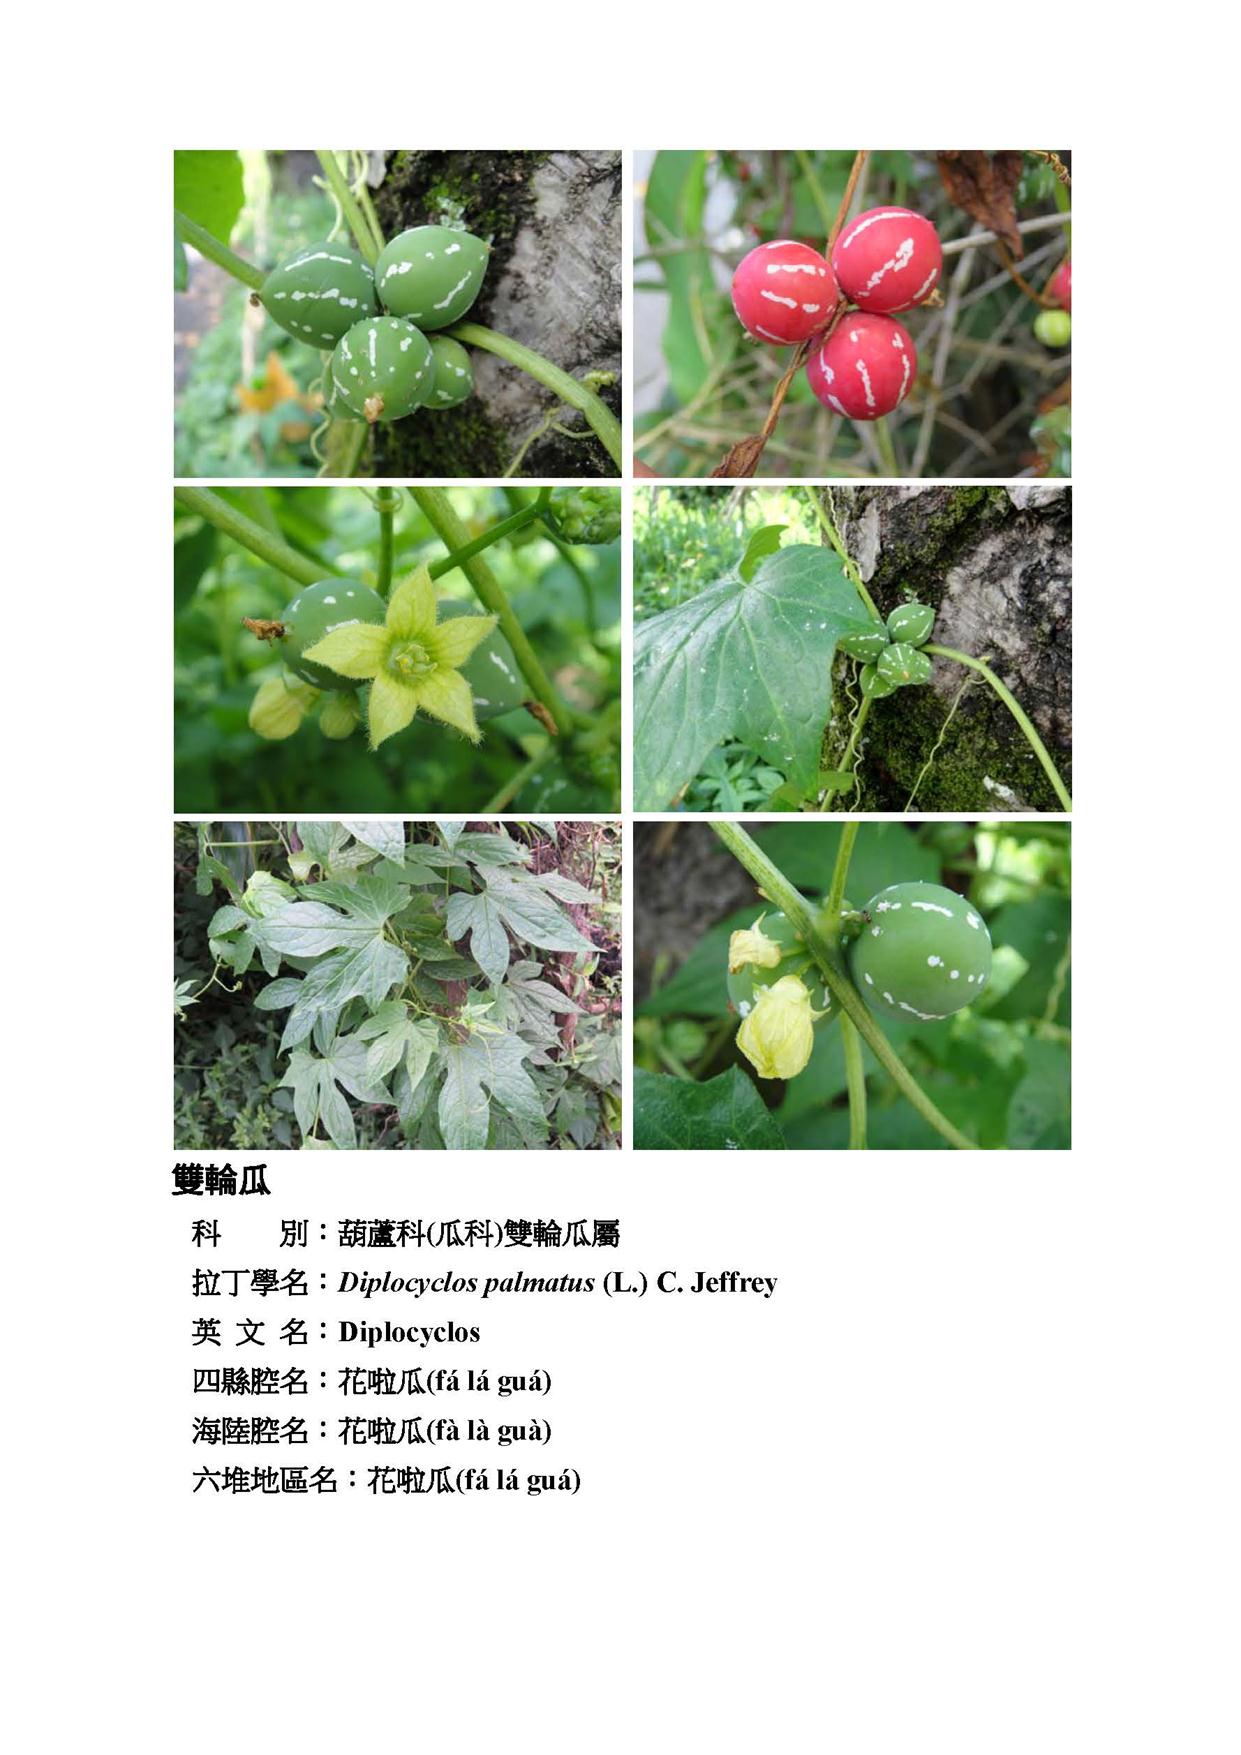 雙輪瓜
科　　別：葫蘆科(瓜科)雙輪瓜屬
拉丁學名：Diplocyclos palmatus (L.) C. Jeffrey
英 文 名：Diplocyclos
四縣腔名：花啦瓜(fá lá guá)
海陸腔名：花啦瓜(fà là guà)
六堆地區名：花啦瓜(fá lá guá)